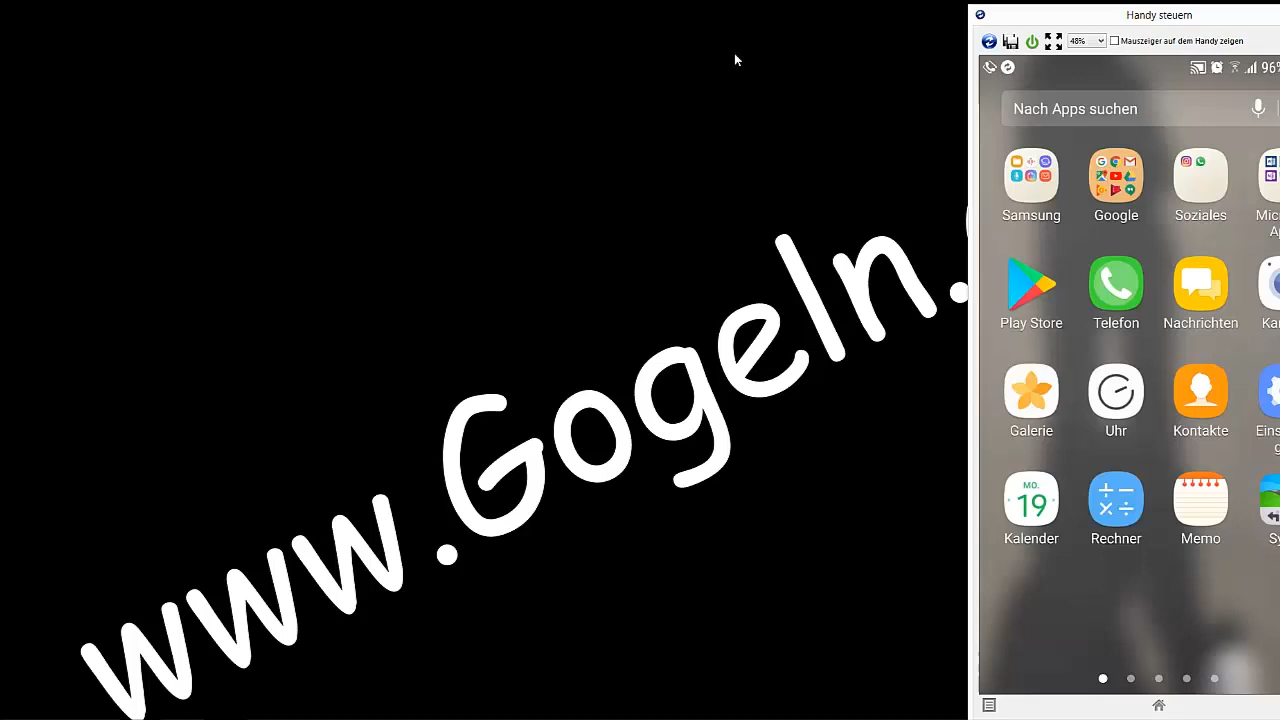 www.Gogeln.
Handy steuern
48%
Mauszeiger auf dem Handy zeigen
96%
Nach Apps suchen
Samsung
Google
Soziales
Play Store
Telefon
Nachrichten
Galerie
Uhr
Kontakte
MO.
19
Kalender
Rechner
Memo